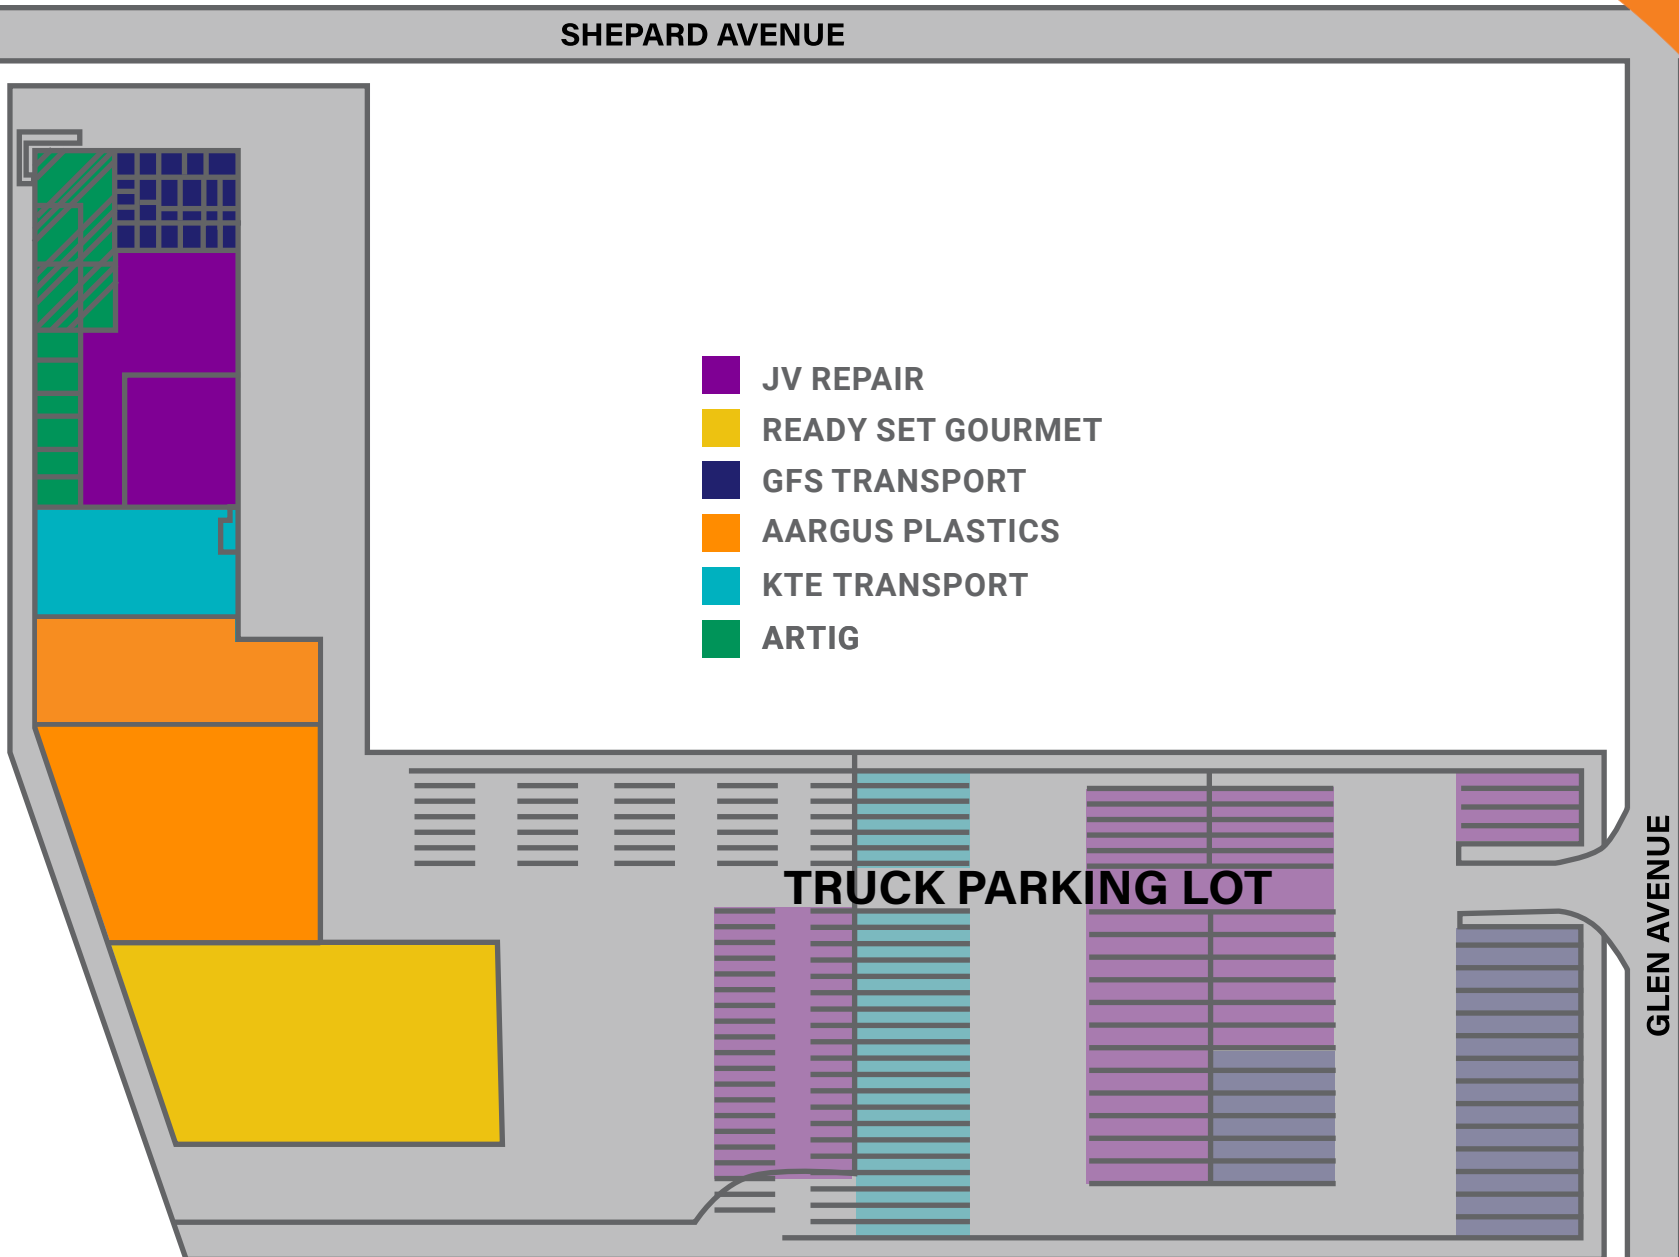 SHEPARD AVENUE
JV REPAIR
READY SET GOURMET
GFS TRANSPORT
AARGUS PLASTICS
KTE TRANSPORT
ARTIG
TRUCK PARKING LOT
GLEN AVENUE